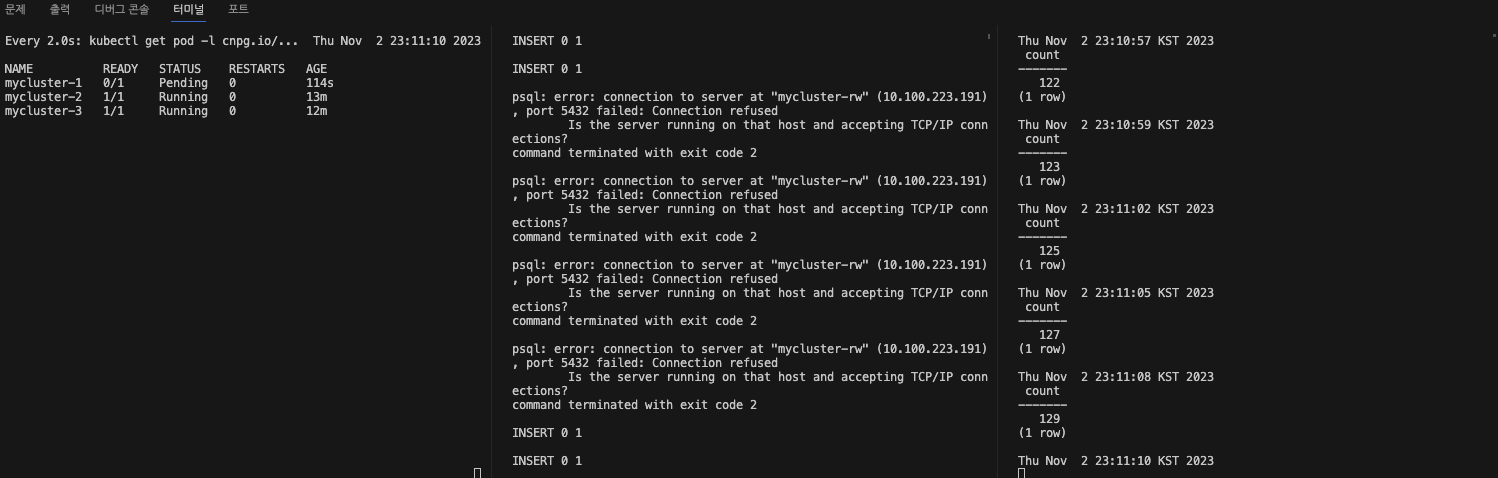 문제 출력 디버그 콘솔 터미널 포트
Every 2.0s: kubectl get pod -l cnpg.io/... Thu Nov  2 23:11:10 2023
NAME READY STATUS RESTARTS AGE
mycluster-1 0/1 Pending 0 114s
mycluster-2 1/1 Running 0 13m
mycluster-3 1/1 Running 0 12m
INSERT 0 1
INSERT 0 1
psql: error: connection to server at "mycluster-rw" (10.100.223.191)
, port 5432 failed: Connection refused
Is the server running on that host and accepting TCP/IP conn
ections?
command terminated with exit code 2
psql: error: connection to server at "mycluster-rw" (10.100.223.191)
, port 5432 failed: Connection refused
Is the server running on that host and accepting TCP/IP conn
ections?
command terminated with exit code 2
psql: error: connection to server at "mycluster-rw" (10.100.223.191)
, port 5432 failed: Connection refused
Is the server running on that host and accepting TCP/IP conn
ections?
command terminated with exit code 2
psql: error: connection to server at "mycluster-rw" (10.100.223.191)
, port 5432 failed: Connection refused
Is the server running on that host and accepting TCP/IP conn
ections?
command terminated with exit code 2
INSERT 0 1
INSERT 0 1
Thu Nov  2 23:10:57 KST 2023
count
-------
122
(1 row)
Thu Nov  2 23:10:59 KST 2023
count
-------
123
(1 row)
Thu Nov  2 23:11:02 KST 2023
count
-------
125
(1 row)
Thu Nov  2 23:11:05 KST 2023
count
-------
127
(1 row)
Thu Nov  2 23:11:08 KST 2023
count
-------
129
(1 row)
Thu Nov  2 23:11:10 KST 2023